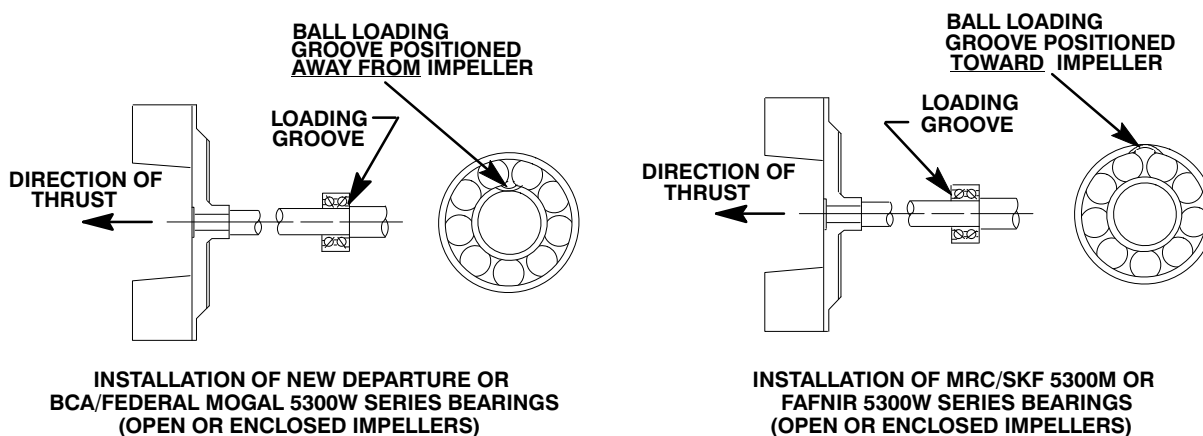 BALL LOADING
GROOVE POSITIONED
AWAY FROM IMPELLER
LOADING
GROOVE
DIRECTION OF
THRUST
INSTALLATION OF NEW DEPARTURE OR
BCA/FEDERAL MOGAL 5300W SERIES BEARINGS
(OPEN OR ENCLOSED IMPELLERS)
BALL LOADING
GROOVE POSITIONED
TOWARD IMPELLER
LOADING
GROOVE
DIRECTION OF
THRUST
INSTALLATION OF MRC/SKF 5300M OR
FAFNIR 5300W SERIES BEARINGS
(OPEN OR ENCLOSED IMPELLERS)